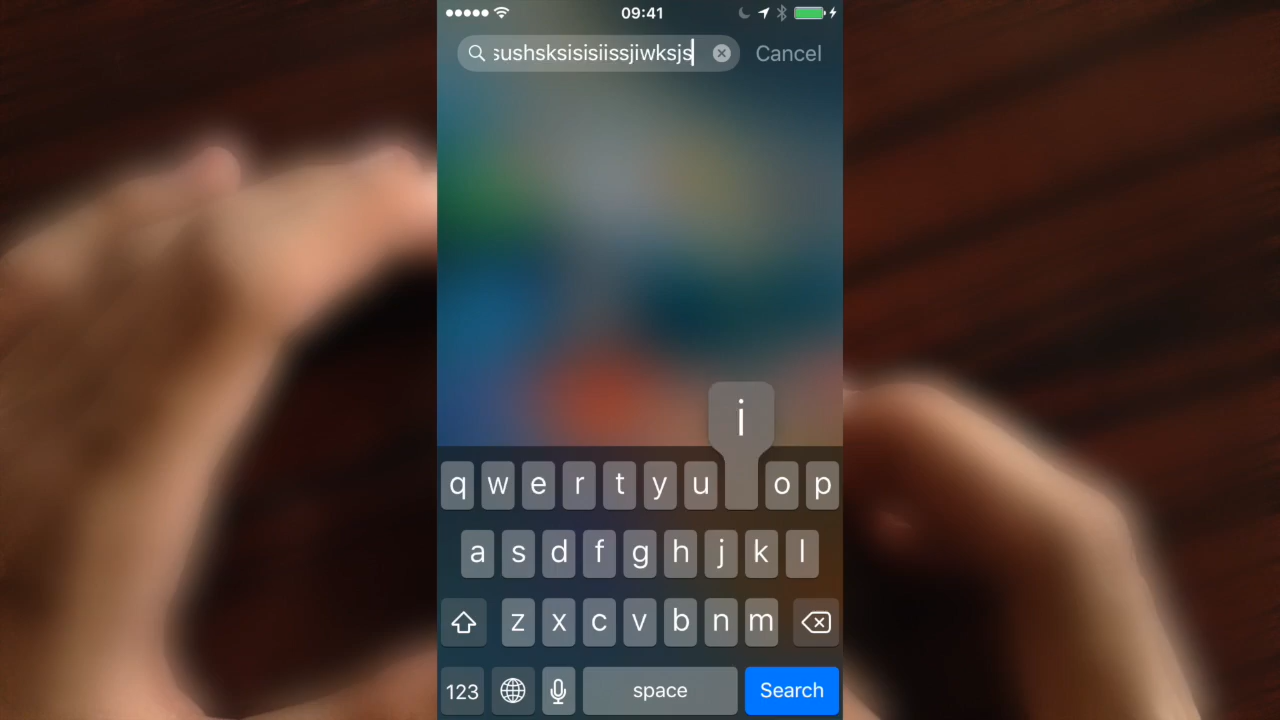 09:41
sushsksisisiissjiwksjs Cancel
i
q w e r t y u o p
a s d f g h j k l
z x c v b n m
123 space Search